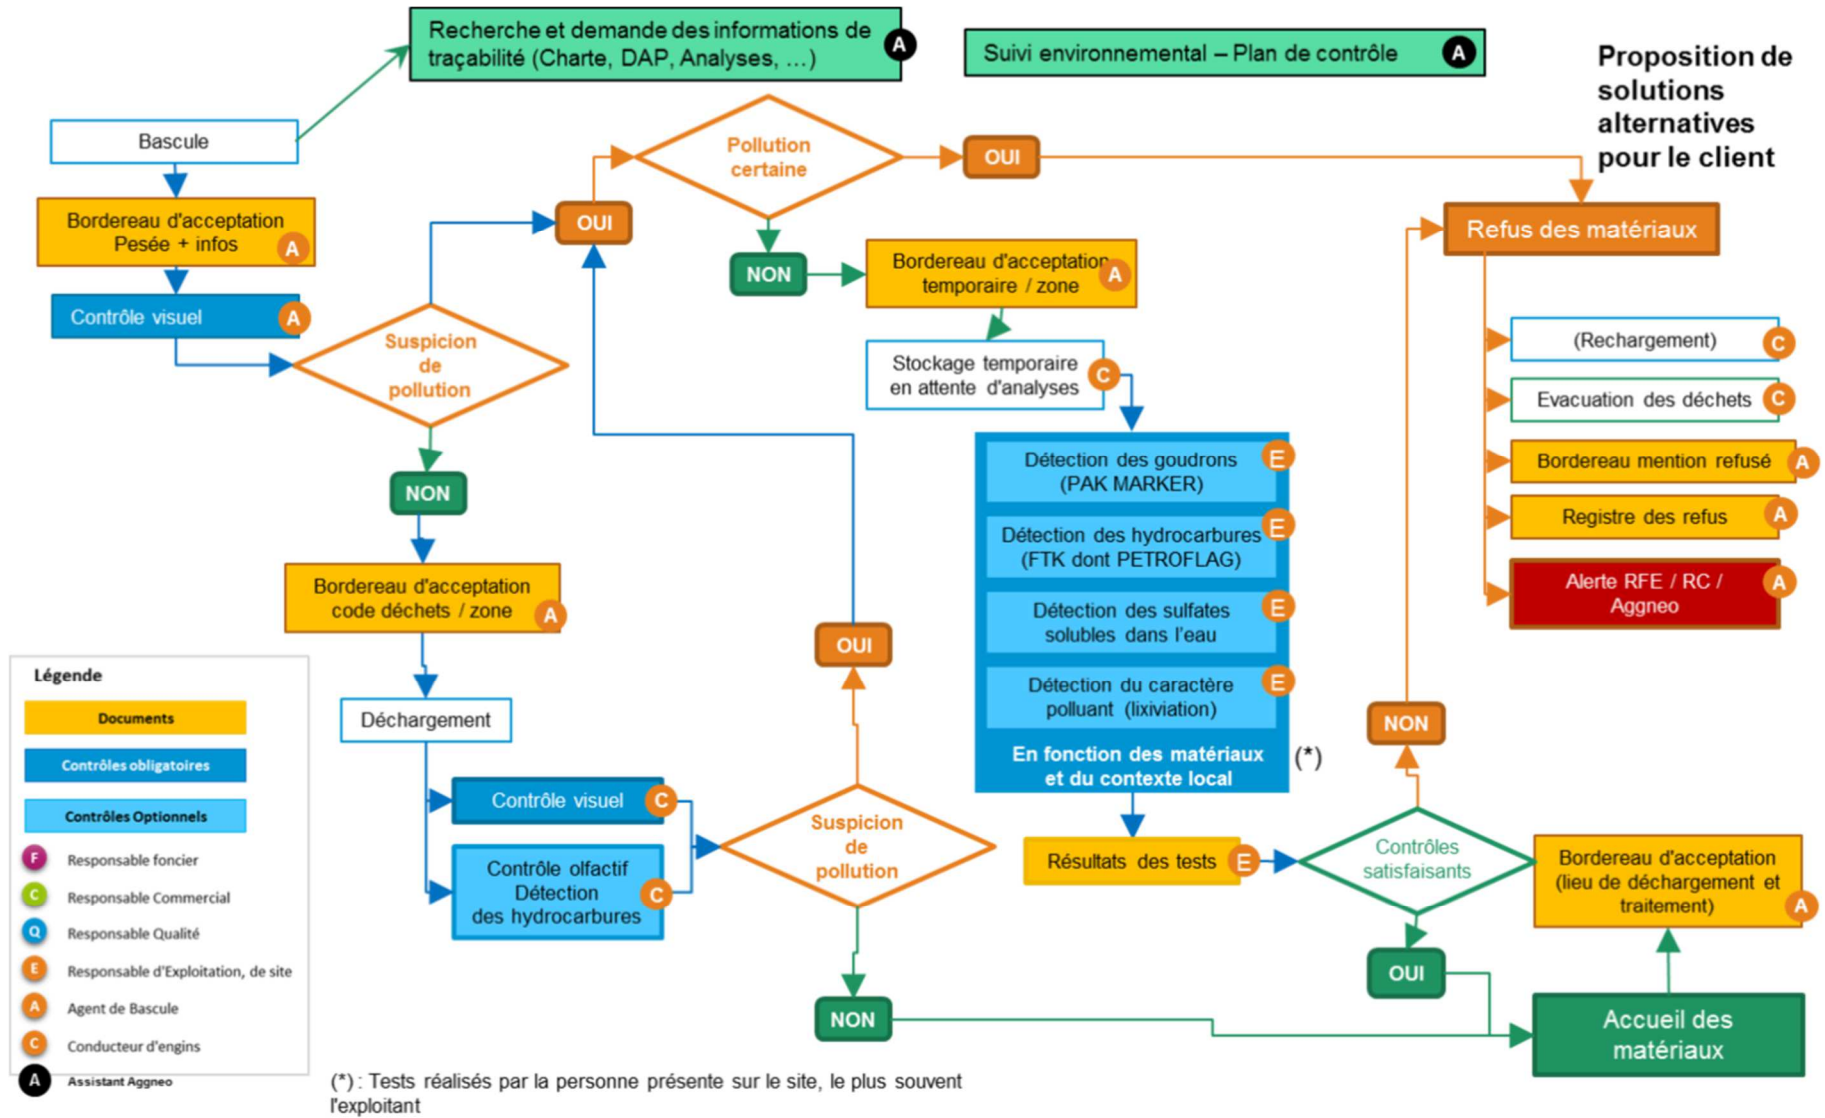 Recherche et demande des informations de
traçabilité (Charte, DAP, Analyses, …)
A
Suivi environnemental – Plan de contrôle
A
Proposition de
solutions
alternatives
pour le client
Bascule
Bordereau d'acceptation
Pesée + infos
A
Contrôle visuel
A
Suspicion
de
pollution
OUI
Pollution
certaine
OUI
Refus des matériaux
NON
Bordereau d'acceptation
temporaire / zone
A
Stockage temporaire
en attente d'analyses
C
(Rechargement)
C
Evacuation des déchets
C
Bordereau mention refusé
A
Registre des refus
A
Alerte RFE / RC /
Aggneo
A
Détection des goudrons
(PAK MARKER)
E
Détection des hydrocarbures
(FTK dont PETROFLAG)
E
Détection des sulfates
solubles dans l'eau
E
Détection du caractère
polluant (lixiviation)
E
En fonction des matériaux
et du contexte local
(*)
NON
Bordereau d'acceptation
code déchets / zone
A
Déchargement
Contrôle visuel
C
Contrôle olfactif
Détection
des hydrocarbures
C
OUI
Suspicion
de
pollution
NON
Résultats des tests
E
Contrôles
satisfaisants
NON
OUI
Bordereau d'acceptation
(lieu de déchargement et
traitement)
A
Accueil des
matériaux
Légende
Documents
Contrôles obligatoires
Contrôles Optionnels
F Responsable foncier
C Responsable Commercial
Q Responsable Qualité
E Responsable d'Exploitation, de site
A Agent de Bascule
C Conducteur d'engins
A Assistant Aggneo
(*) : Tests réalisés par la personne présente sur le site, le plus souvent
l'exploitant